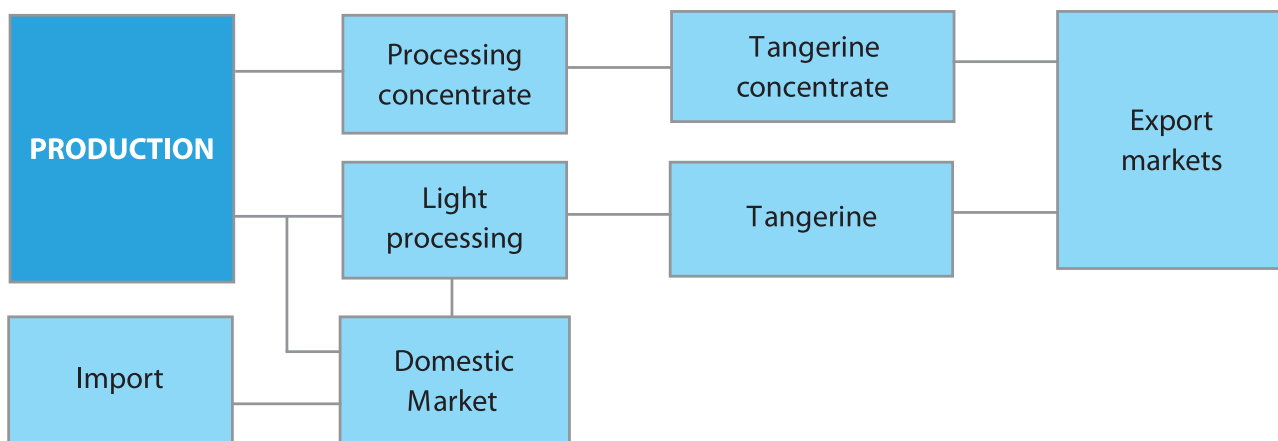 PRODUCTION
Processing
concentrate
Tangerine
concentrate
Export
markets
Light
processing
Tangerine
Import
Domestic
Market